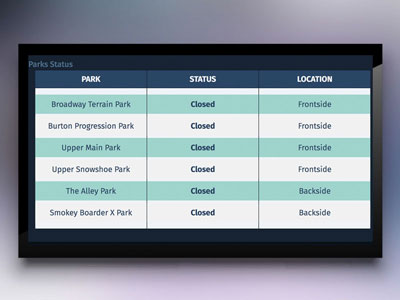 Parks Status
PARK STATUS LOCATION
Broadway Terrain Park Closed Frontside
Burton Progression Park Closed Frontside
Upper Main Park Closed Frontside
Upper Snowshoe Park Closed Frontside
The Alley Park Closed Backside
Smokey Boarder X Park Closed Backside